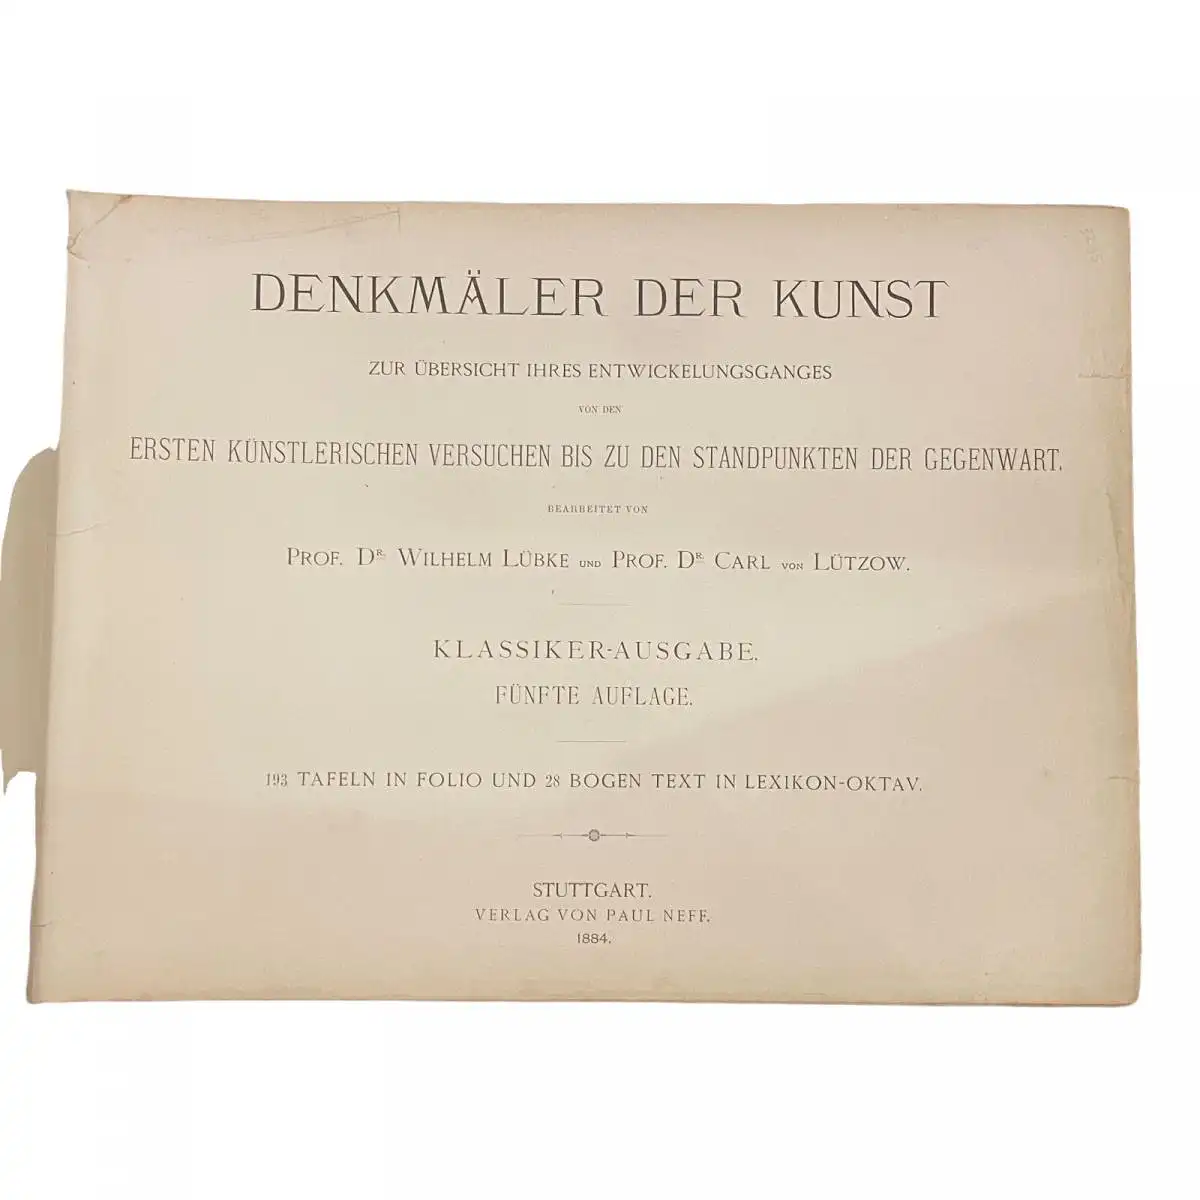 DENKMÄLER DER KUNST
ZUR ÜBERSICHT IHRES ENTWICKELUNGSGANGES
VON DEN
ERSTEN KÜNSTLERISCHEN VERSUCHEN BIS ZU DEN STANDPUNKTEN DER GEGENWART.
BEARBEITET VON
PROF. DR. WILHELM LÜBKE UND PROF. DR. CARL VON LÜTZOW.
KLASSIKER-AUSGABE.
FÜNFTE AUFLAGE.
193 TAFELN IN FOLIO UND 28 BOGEN TEXT IN LEXIKON-OKTAV.
STUTTGART.
VERLAG VON PAUL NEFF.
1884.